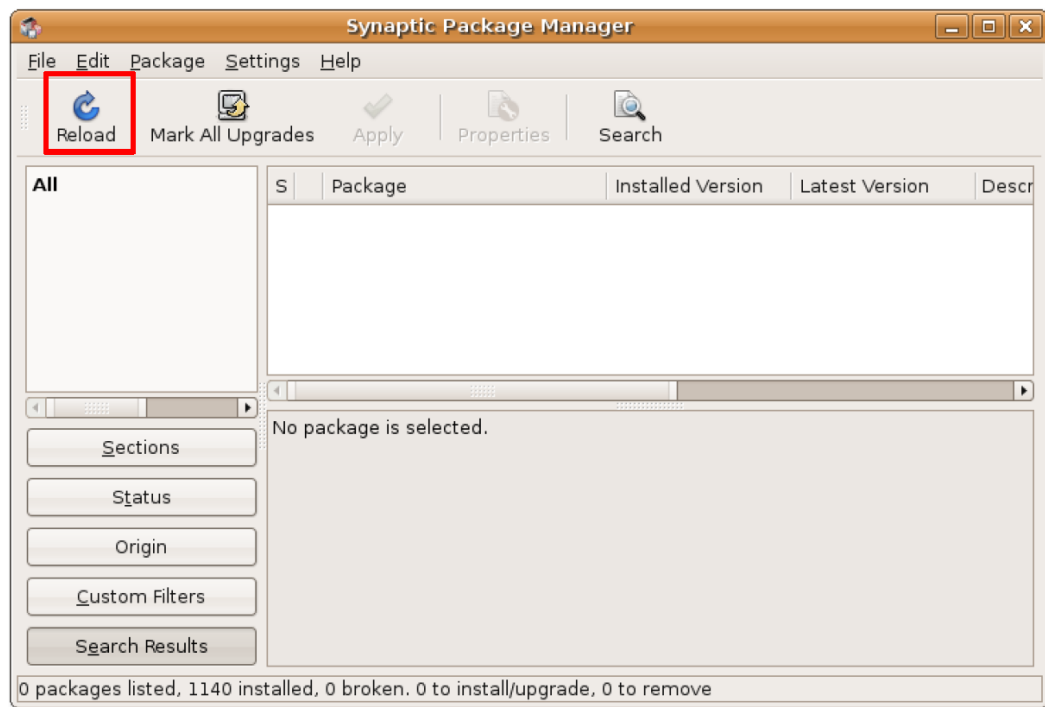 Synaptic Package Manager
File Edit Package Settings Help
Reload Mark All Upgrades Apply Properties Search
All
S Package Installed Version Latest Version Descr
No package is selected.
Sections
Status
Origin
Custom Filters
Search Results
0 packages listed, 1140 installed, 0 broken. 0 to install/upgrade, 0 to remove